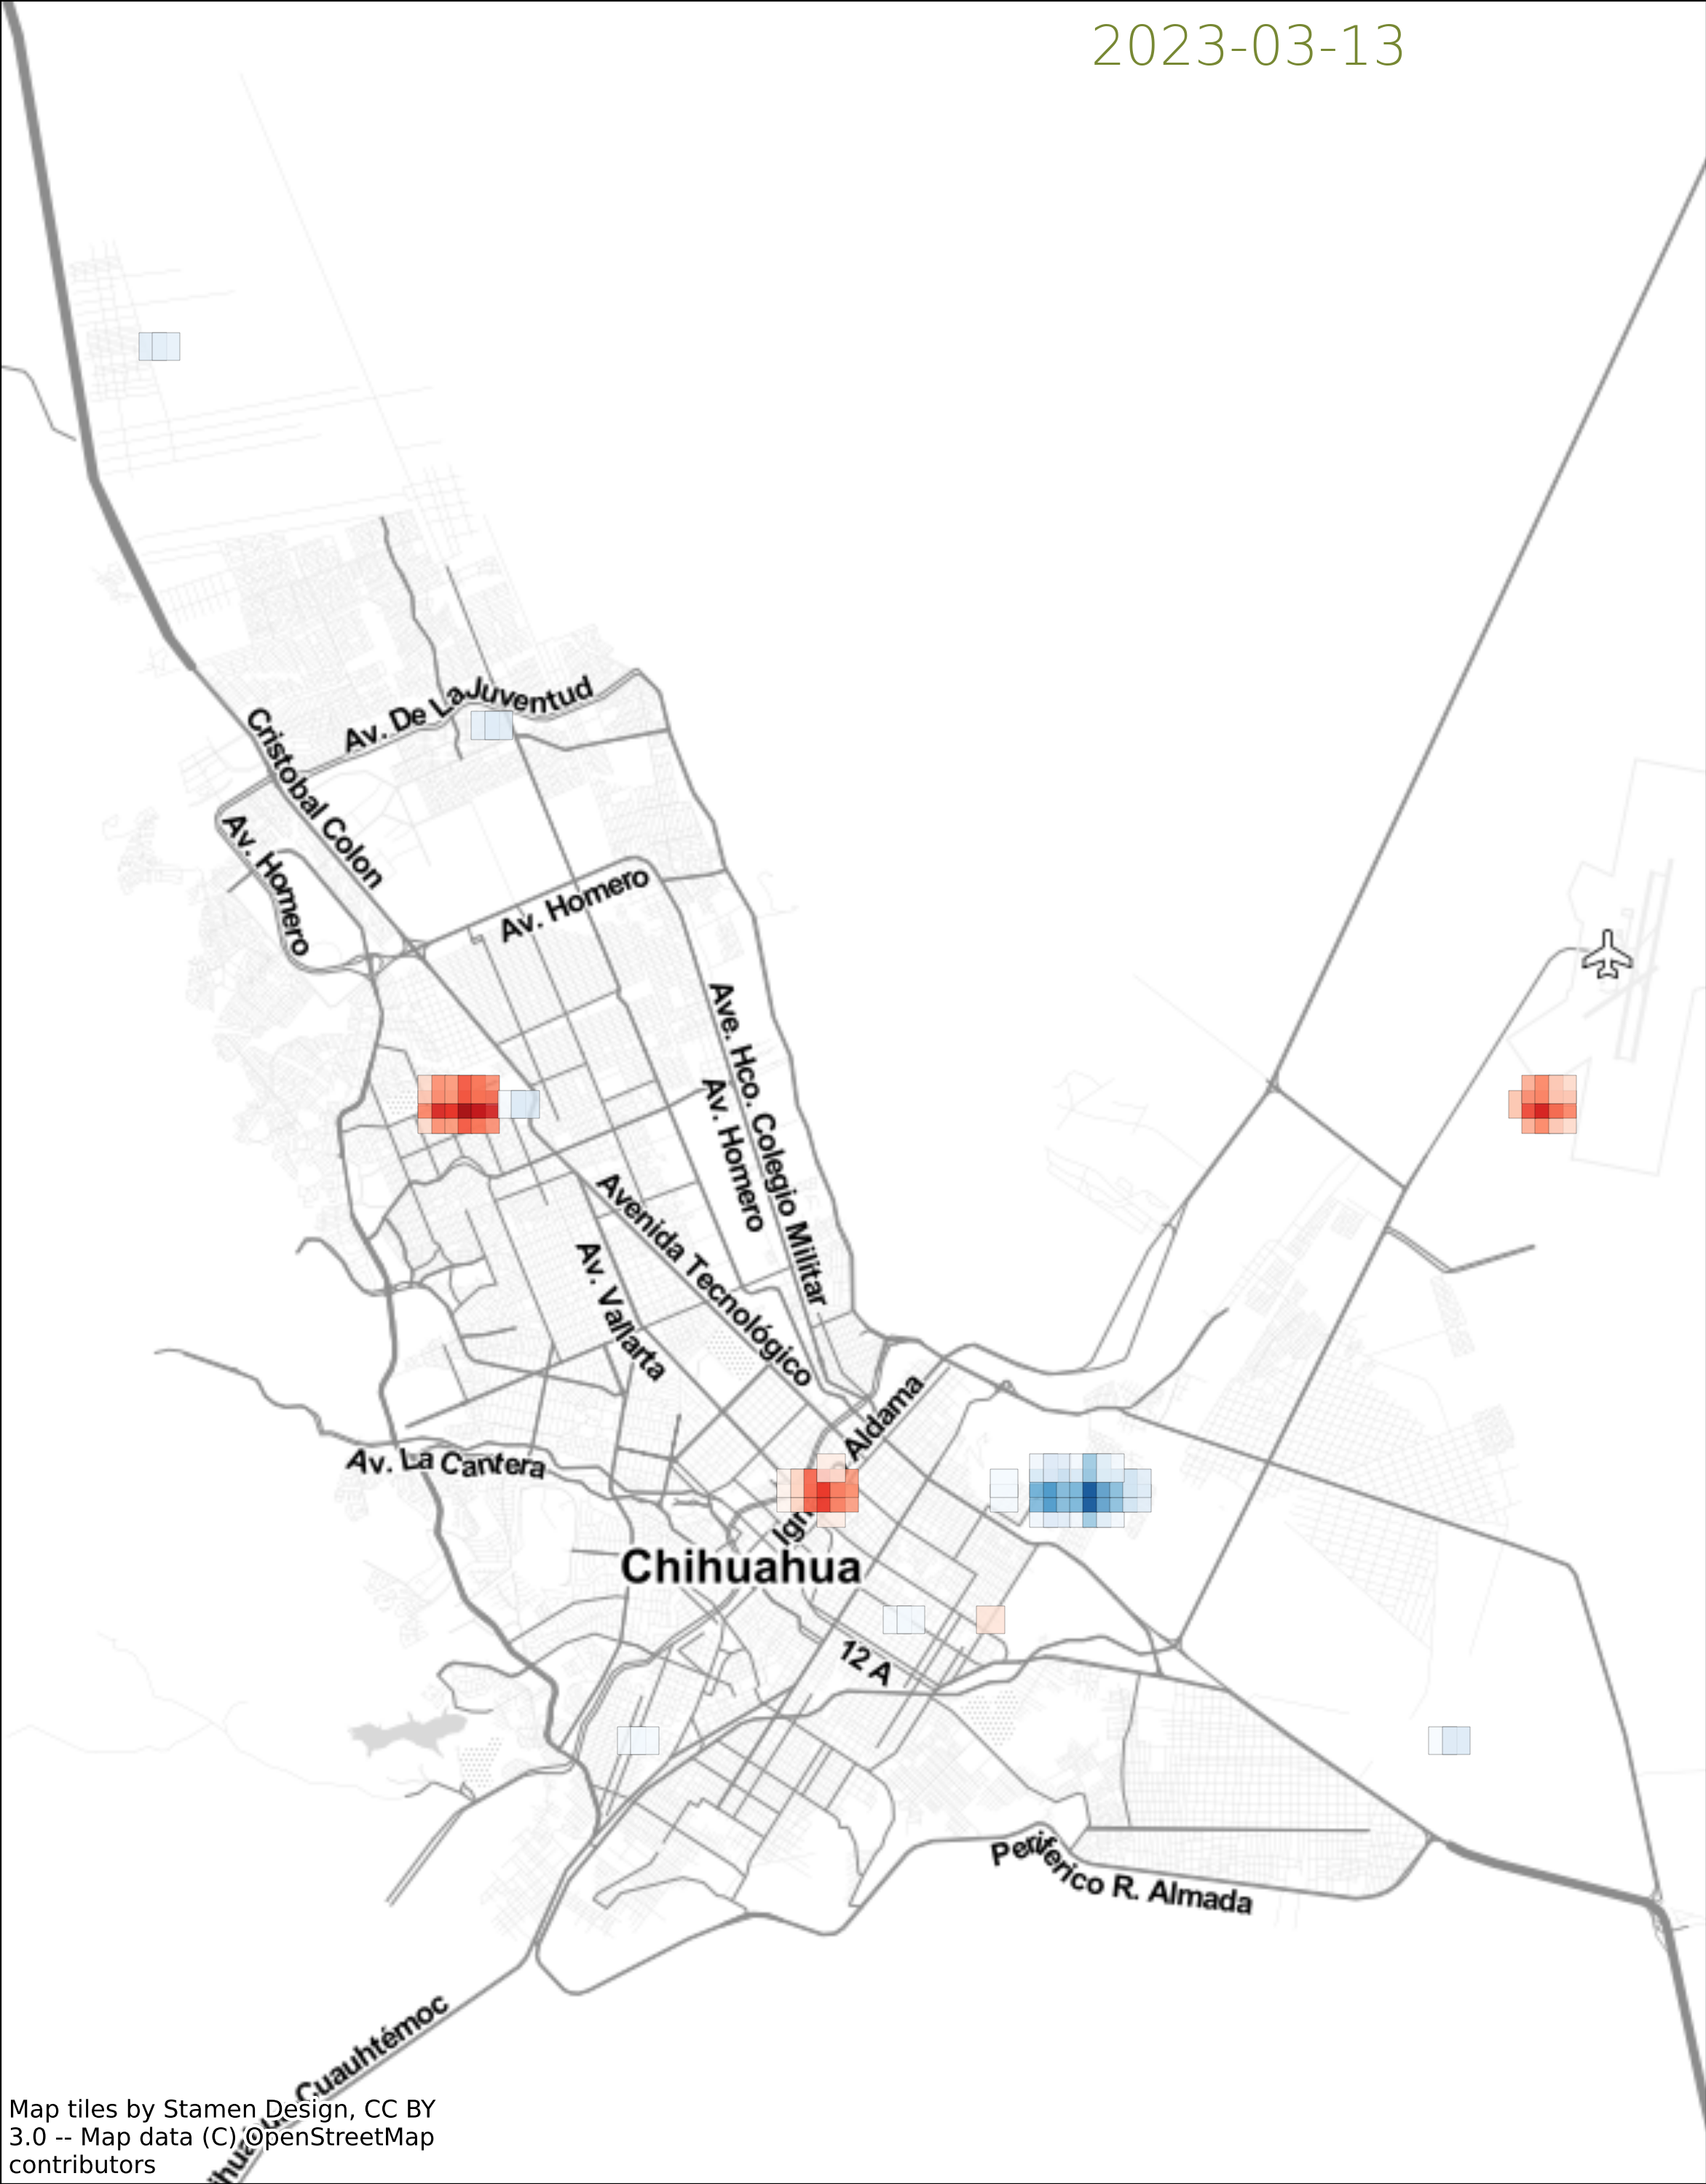 2023-03-13
Av. De La Juventud
Cristobal Colon
Av. Homero
Av. Homero
Ave. Hco. Colegio Militar
Av. Homero
Avenida Tecnológico
Av. Vallarta
Aldama
Av. La Cantera
Chihuahua
12 A
Periferico R. Almada
Cuauhtémoc
Map tiles by Stamen Design, CC BY
3.0 -- Map data (C) OpenStreetMap
contributors